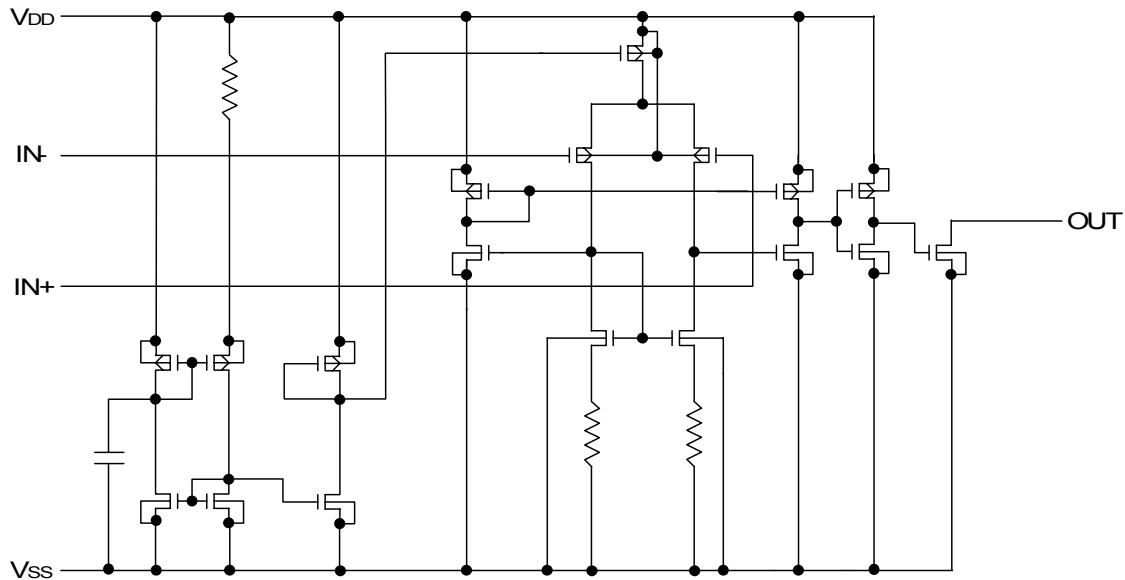 VDD
IN-
OUT
IN+
VSS